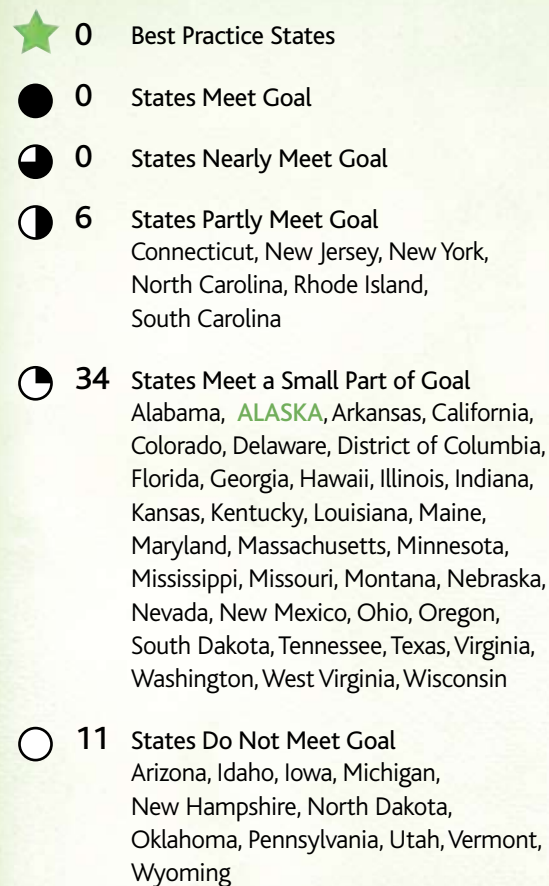 0 Best Practice States
0 States Meet Goal
0 States Nearly Meet Goal
6 States Partly Meet Goal
Connecticut, New Jersey, New York,
North Carolina, Rhode Island,
South Carolina
34 States Meet a Small Part of Goal
Alabama, ALASKA, Arkansas, California,
Colorado, Delaware, District of Columbia,
Florida, Georgia, Hawaii, Illinois, Indiana,
Kansas, Kentucky, Louisiana, Maine,
Maryland, Massachusetts, Minnesota,
Mississippi, Missouri, Montana, Nebraska,
Nevada, New Mexico, Ohio, Oregon,
South Dakota, Tennessee, Texas, Virginia,
Washington, West Virginia, Wisconsin
11 States Do Not Meet Goal
Arizona, Idaho, Iowa, Michigan,
New Hampshire, North Dakota,
Oklahoma, Pennsylvania, Utah, Vermont,
Wyoming